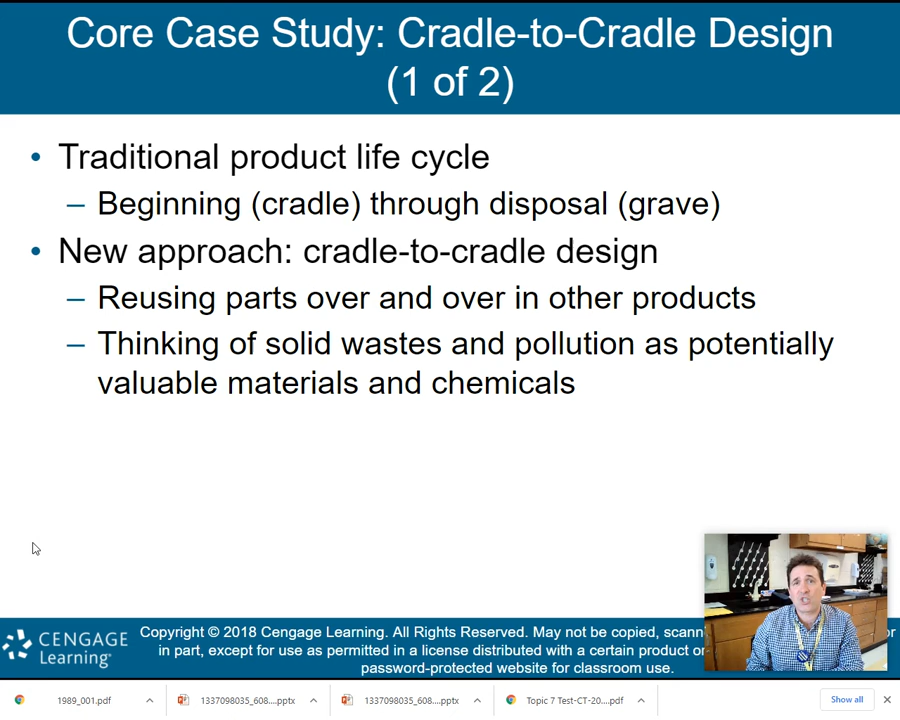 Core Case Study: Cradle-to-Cradle Design
(1 of 2)
• Traditional product life cycle
– Beginning (cradle) through disposal (grave)
• New approach: cradle-to-cradle design
– Reusing parts over and over in other products
– Thinking of solid wastes and pollution as potentially
valuable materials and chemicals
CENGAGE
Learning®
Copyright © 2018 Cengage Learning. All Rights Reserved. May not be copied, scann
in part, except for use as permitted in a license distributed with a certain product or
password-protected website for classroom use.
1989_001.pdf
1337098035_608....pptx
1337098035_608....pptx
Topic 7 Test-CT-20....pdf
Show all